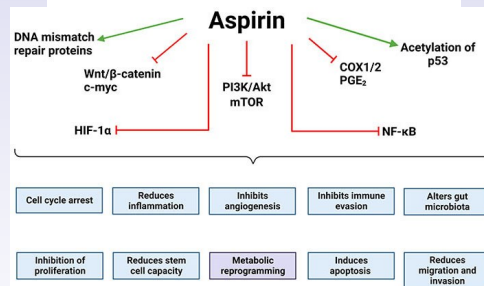 Aspirin
DNA mismatch
repair proteins
Acetylation of
p53
Wnt/β-catenin
c-myc
PI3K/Akt
mTOR
COX1/2
PGE₂
HIF-1α
NF-κB
Cell cycle arrest
Reduces
inflammation
Inhibits
angiogenesis
Inhibits immune
evasion
Alters gut
microbiota
Inhibition of
proliferation
Reduces stem
cell capacity
Metabolic
reprogramming
Induces
apoptosis
Reduces
migration and
invasion